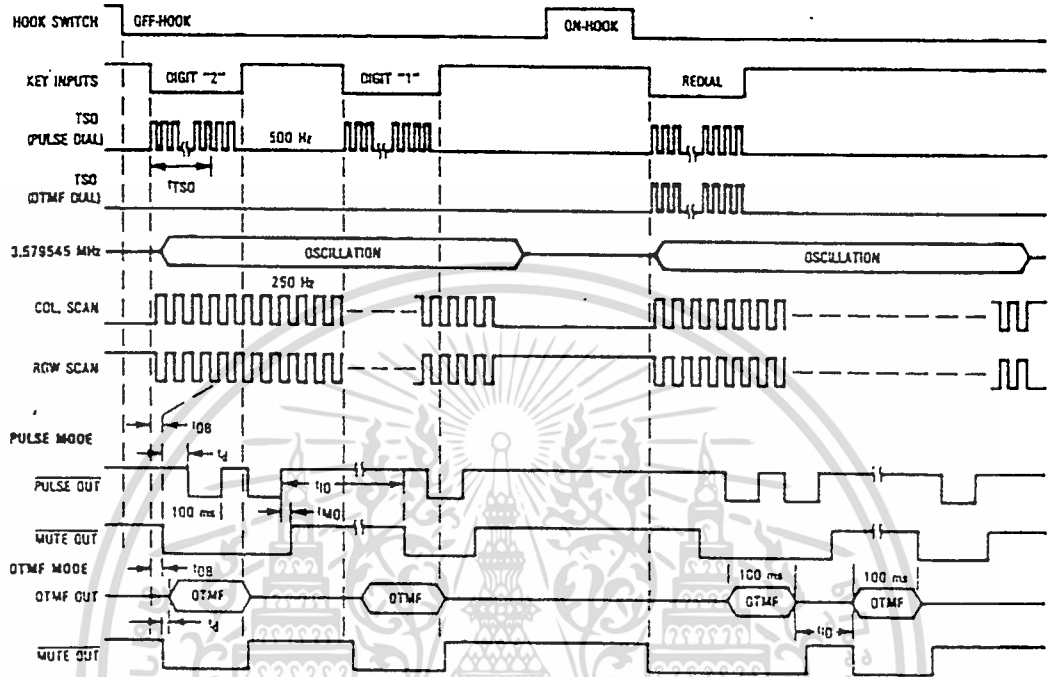 HOOK SWITCH
OFF-HOOK
ON-HOOK
KEY INPUTS
DIGIT "2"
DIGIT "1"
REDIAL
TSO
(PULSE DIAL)
500 Hz
tTSO
TSO
(DTMF DIAL)
3.579545 MHz
OSCILLATION
OSCILLATION
250 Hz
COL. SCAN
ROW SCAN
tDB
PULSE MODE
PULSE OUT
tID
100 ms
tMO
MUTE OUT
DTMF MODE
tDB
100 ms
100 ms
DTMF OUT
DTMF
DTMF
DTMF
DTMF
tID
MUTE OUT